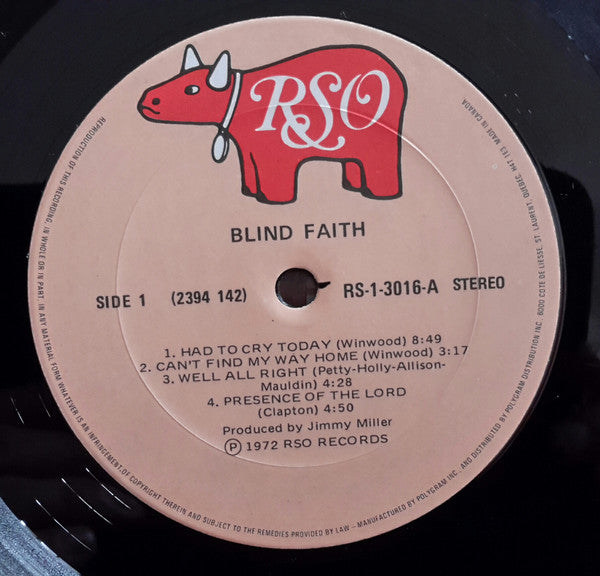 RSO
BLIND FAITH
SIDE 1 (2394 142)
RS-1-3016-A STEREO
1. HAD TO CRY TODAY (Winwood) 8:49
2. CAN'T FIND MY WAY HOME (Winwood) 3:17
3. WELL ALL RIGHT (Petty-Holly-Allison-
Mauldin) 4:28
4. PRESENCE OF THE LORD
(Clapton) 4:50
Produced by Jimmy Miller
Ⓟ 1972 RSO RECORDS
REPRODUCTION OF THIS RECORDING, IN WHOLE OR IN PART, IN ANY MATERIAL FORM WHATEVER IS AN INFRINGEMENT OF COPYRIGHT THEREIN AND SUBJECT TO THE REMEDIES PROVIDED BY LAW – MANUFACTURED BY POLYGRAM INC. AND DISTRIBUTED BY POLYGRAM DISTRIBUTION INC. 6000 COTE DE LIESSE, ST. LAURENT, QUEBEC, H4T 1E3 MADE IN CANADA.